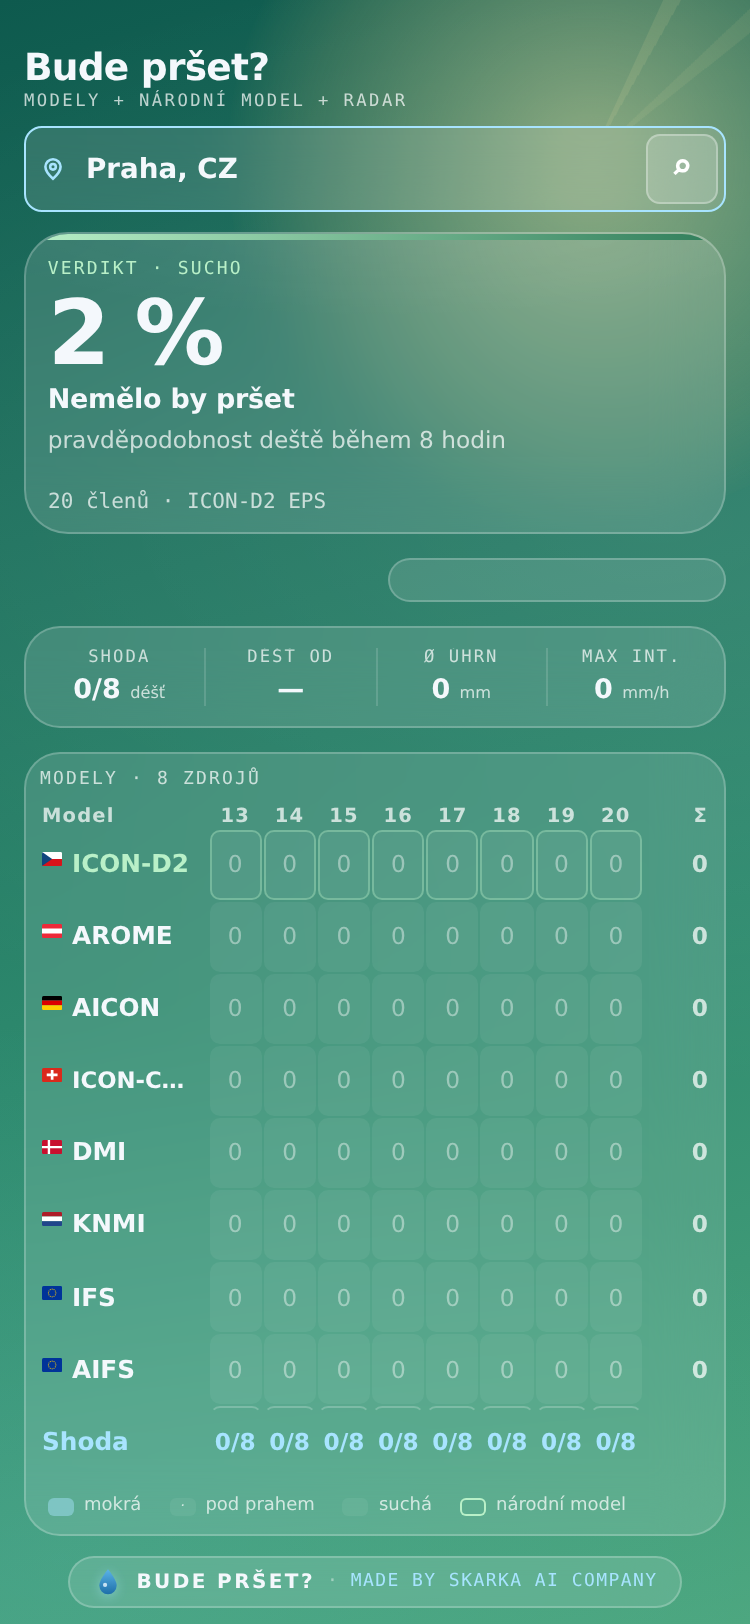 Bude pršet?
MODELY + NÁRODNÍ MODEL + RADAR
Praha, CZ
VERDIKT · SUCHO
2 %
Nemělo by pršet
pravděpodobnost deště během 8 hodin
20 členů · ICON-D2 EPS
SHODA DEST OD Ø UHRN MAX INT.
0/8 déšť — 0 mm 0 mm/h
MODELY · 8 ZDROJŮ
Model 13 14 15 16 17 18 19 20 Σ
ICON-D2 0 0 0 0 0 0 0 0 0
AROME 0 0 0 0 0 0 0 0 0
AICON 0 0 0 0 0 0 0 0 0
ICON-C… 0 0 0 0 0 0 0 0 0
DMI 0 0 0 0 0 0 0 0 0
KNMI 0 0 0 0 0 0 0 0 0
IFS 0 0 0 0 0 0 0 0 0
AIFS 0 0 0 0 0 0 0 0 0
Shoda 0/8 0/8 0/8 0/8 0/8 0/8 0/8 0/8
mokrá · pod prahem suchá národní model
BUDE PRŠET? · MADE BY SKARKA AI COMPANY